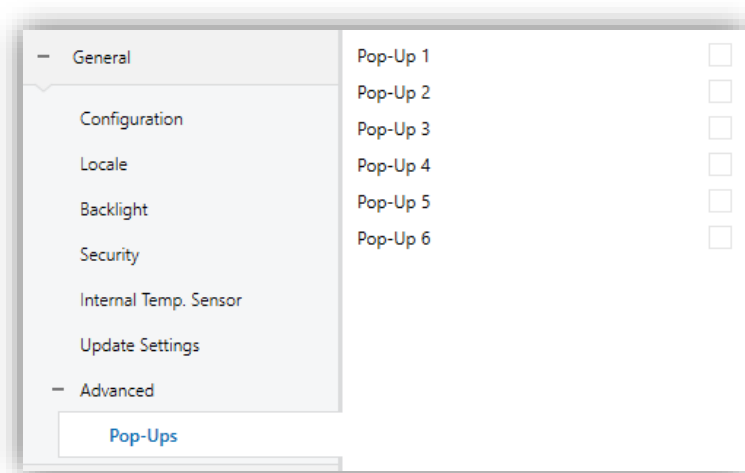 General
Configuration
Locale
Backlight
Security
Internal Temp. Sensor
Update Settings
Advanced
Pop-Ups
Pop-Up 1
Pop-Up 2
Pop-Up 3
Pop-Up 4
Pop-Up 5
Pop-Up 6